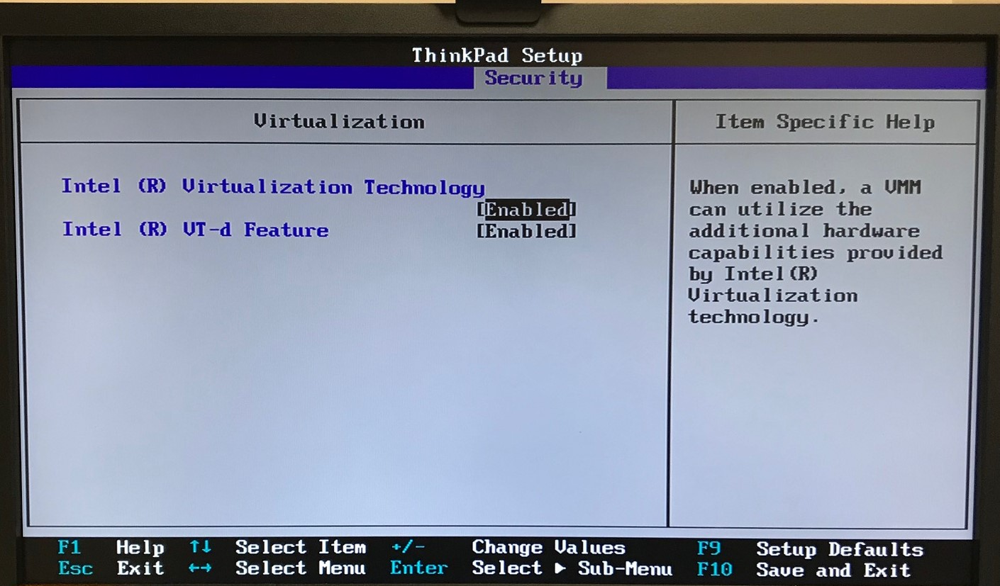 ThinkPad Setup
Security
Virtualization
Item Specific Help
Intel (R) Virtualization Technology
[Enabled]
Intel (R) VT-d Feature [Enabled]
When enabled, a VMM
can utilize the
additional hardware
capabilities provided
by Intel(R)
Virtualization
technology.
F1 Help ↑↓ Select Item +/- Change Values F9 Setup Defaults
Esc Exit ←→ Select Menu Enter Select ▶ Sub-Menu F10 Save and Exit